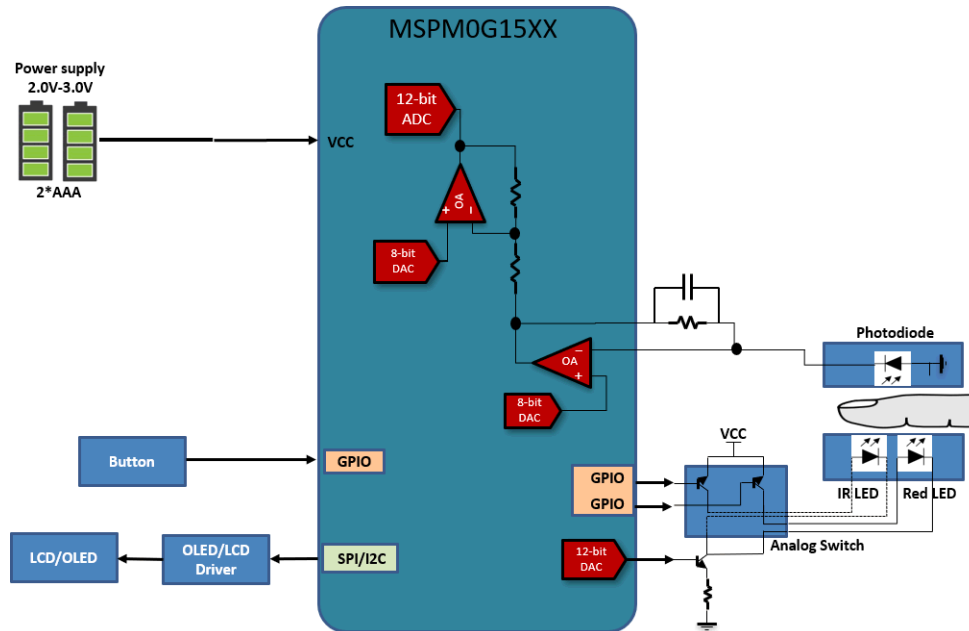 MSPM0G15XX
Power supply
2.0V-3.0V
2*AAA
VCC
12-bit
ADC
OA
+
−
8-bit
DAC
OA
−
+
8-bit
DAC
Photodiode
Button
GPIO
GPIO
GPIO
VCC
IR LED
Red LED
Analog Switch
LCD/OLED
OLED/LCD
Driver
SPI/I2C
12-bit
DAC